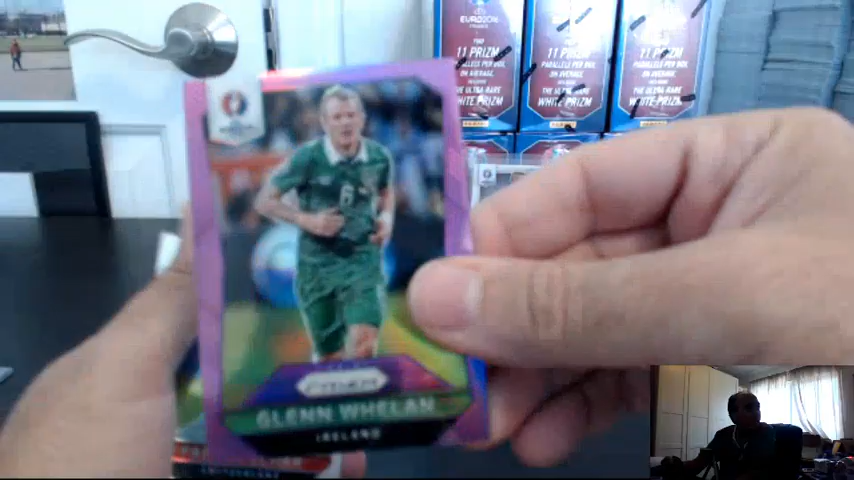 EURO2016
11 PRIZM
PARALLELS PER BOX
ON AVERAGE,
THE ULTRA-RARE
WHITE PRIZM
11 PRIZM
PARALLELS PER BOX
ON AVERAGE,
THE ULTRA-RARE
WHITE PRIZM
11 PRIZM
PARALLELS PER BOX
ON AVERAGE,
THE ULTRA-RARE
WHITE PRIZM
6
PRIZM
GLENN WHELAN
IRELAND
SWITZERLAND